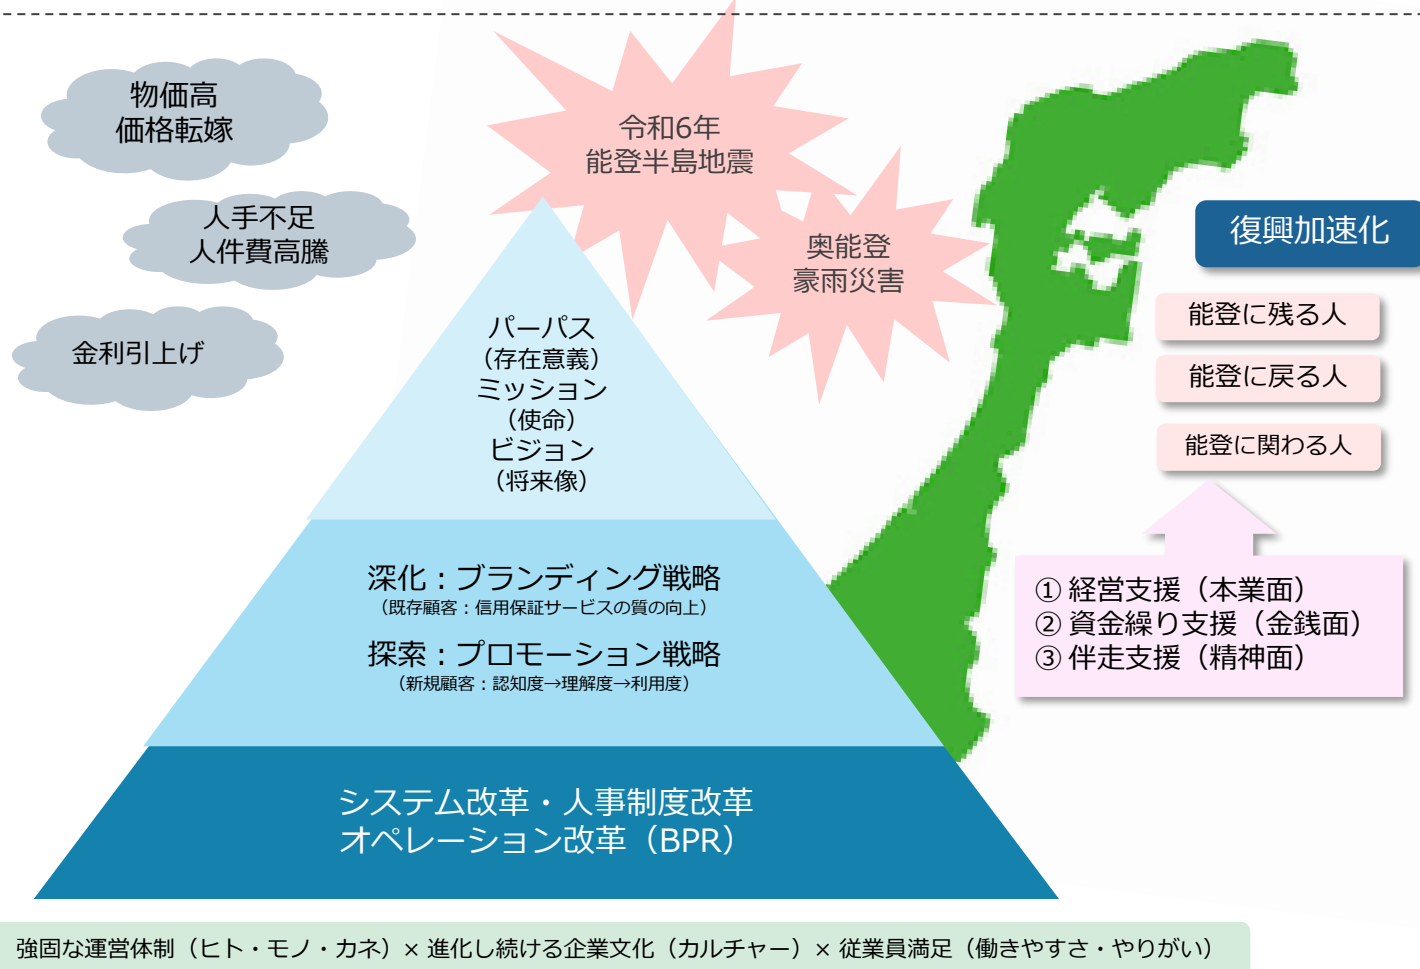 物価高
価格転嫁
人手不足
人件費高騰
金利引上げ
令和6年
能登半島地震
奥能登
豪雨災害
パーパス
（存在意義）
ミッション
（使命）
ビジョン
（将来像）
深化：ブランディング戦略
（既存顧客：信用保証サービスの質の向上）
探索：プロモーション戦略
（新規顧客：認知度→理解度→利用度）
システム改革・人事制度改革
オペレーション改革（BPR）
復興加速化
能登に残る人
能登に戻る人
能登に関わる人
① 経営支援（本業面）
② 資金繰り支援（金銭面）
③ 伴走支援（精神面）
強固な運営体制（ヒト・モノ・カネ）× 進化し続ける企業文化（カルチャー）× 従業員満足（働きやすさ・やりがい）